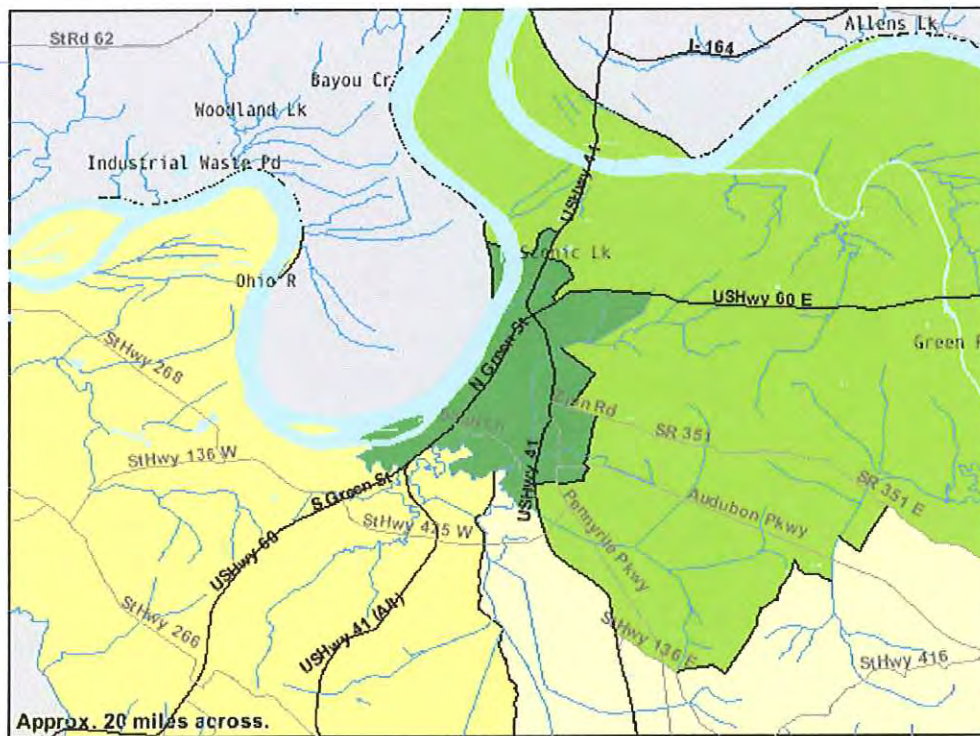 Allens Lk
StRd 62
I-164
Bayou Cr
Woodland Lk
Industrial Waste Pd
USHwy 41
Scenic Lk
Ohio R
USHwy 60 E
Green R
StHwy 268
N Green St
Zion Rd
SR 351
StHwy 136 W
S Green St
USHwy 41
SR 351 E
Audubon Pkwy
StHwy 425 W
Pennyrile Pkwy
USHwy 60
StHwy 266
USHwy 41 (Alt)
StHwy 136 E
StHwy 416
Approx. 20 miles across.